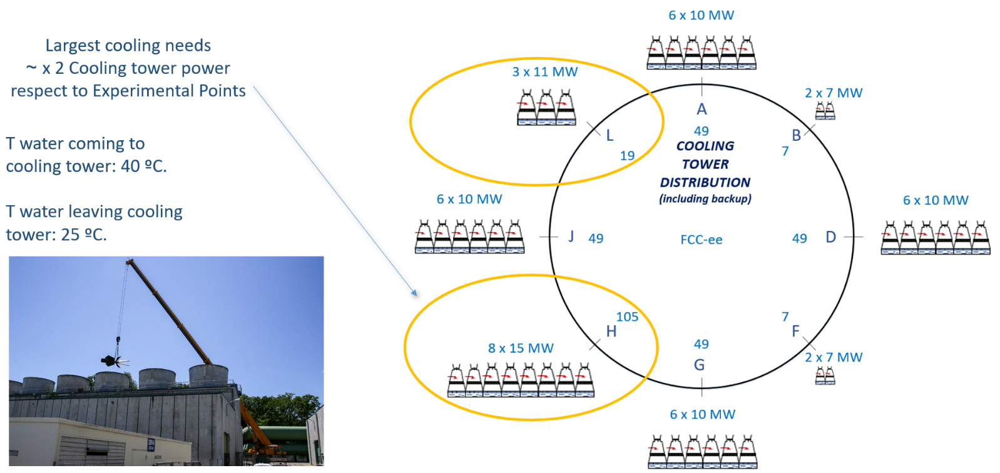 Largest cooling needs
~ x 2 Cooling tower power
respect to Experimental Points
T water coming to
cooling tower: 40 ºC.
T water leaving cooling
tower: 25 ºC.
6 x 10 MW
3 x 11 MW
2 x 7 MW
A
L
B
49
19
7
COOLING
TOWER
DISTRIBUTION
(including backup)
6 x 10 MW
6 x 10 MW
J
49
FCC-ee
49
D
105
7
H
F
49
G
8 x 15 MW
2 x 7 MW
6 x 10 MW